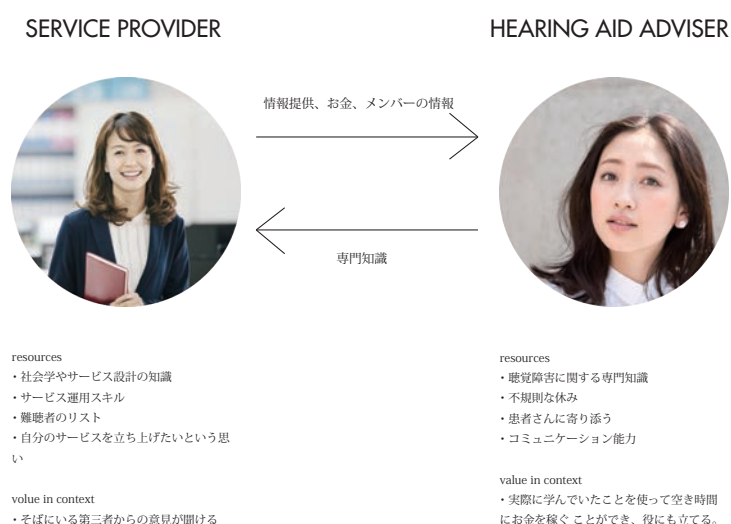 SERVICE PROVIDER
HEARING AID ADVISER
情報提供、お金、メンバーの情報
専門知識
resources
・社会学やサービス設計の知識
・サービス運用スキル
・難聴者のリスト
・自分のサービスを立ち上げたいという思
い
volue in context
・そばにいる第三者からの意見が聞ける
resources
・聴覚障害に関する専門知識
・不規則な休み
・患者さんに寄り添う
・コミュニケーション能力
value in context
・実際に学んでいたことを使って空き時間
にお金を稼ぐ ことができ、役にも立てる。